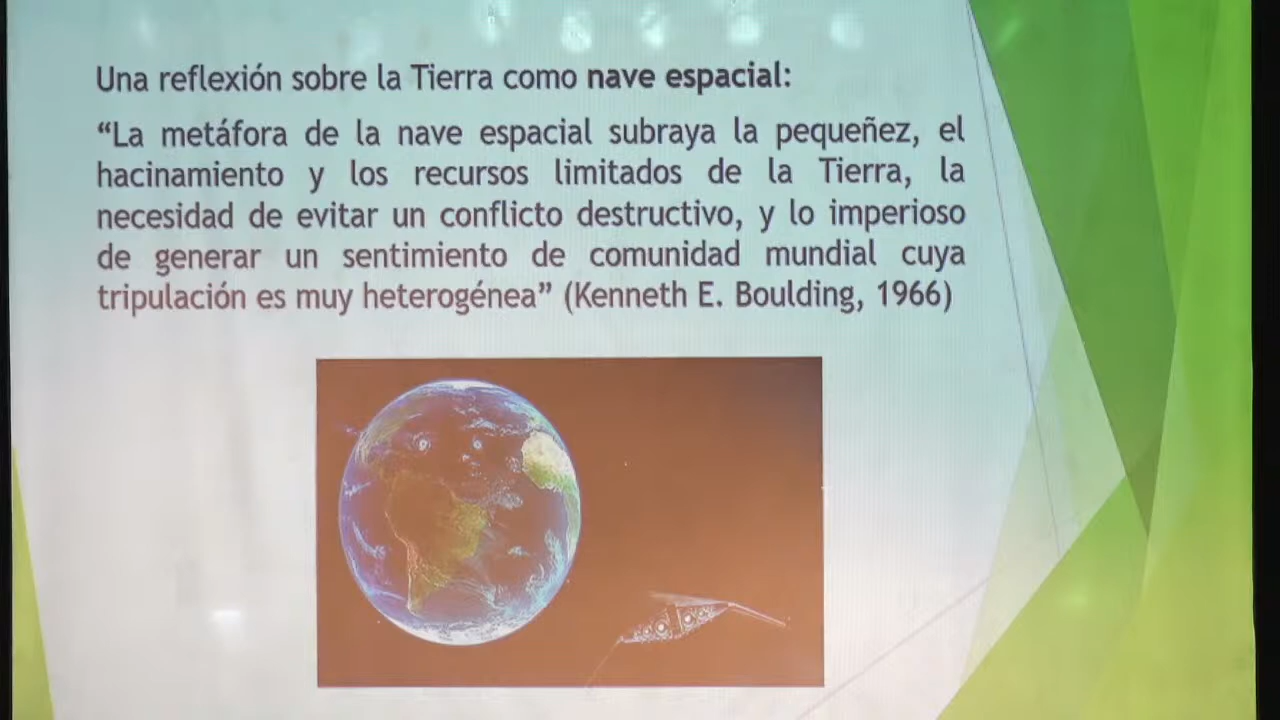 Una reflexión sobre la Tierra como nave espacial:
“La metáfora de la nave espacial subraya la pequeñez, el
hacinamiento y los recursos limitados de la Tierra, la
necesidad de evitar un conflicto destructivo, y lo imperioso
de generar un sentimiento de comunidad mundial cuya
tripulación es muy heterogénea” (Kenneth E. Boulding, 1966)